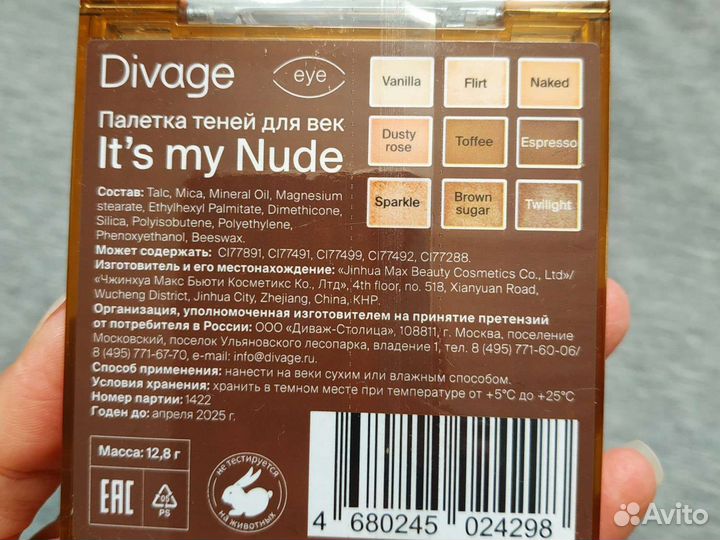 Divage
eye
Vanilla
Flirt
Naked
Dusty
rose
Toffee
Espresso
Sparkle
Brown
sugar
Twilight
Палетка теней для век
It's my Nude
Состав: Talc, Mica, Mineral Oil, Magnesium
stearate, Ethylhexyl Palmitate, Dimethicone,
Silica, Polyisobutene, Polyethylene,
Phenoxyethanol, Beeswax.
Может содержать: CI77891, CI77491, CI77499, CI77492, CI77288.
Изготовитель и его местонахождение: «Jinhua Max Beauty Cosmetics Co., Ltd»/
«Чжинхуа Макс Бьюти Косметикс Ко., Лтд», 4th floor, no. 518, Xianyuan Road,
Wucheng District, Jinhua City, Zhejiang, China, КНР.
Организация, уполномоченная изготовителем на принятие претензий
от потребителя в России: ООО «Диваж-Столица», 108811, г. Москва, поселение
Московский, поселок Ульяновского лесопарка, владение 1, тел. 8 (495) 771-60-06/
8 (495) 771-67-70, e-mail: info@divage.ru.
Способ применения: нанести на веки сухим или влажным способом.
Условия хранения: хранить в темном месте при температуре от +5°C до +25°C
Номер партии: 1422
Годен до: апреля 2025 г.
Масса: 12,8 г
EAC
06
PS
не тестируется
на животных
4 680245 024298
Avito